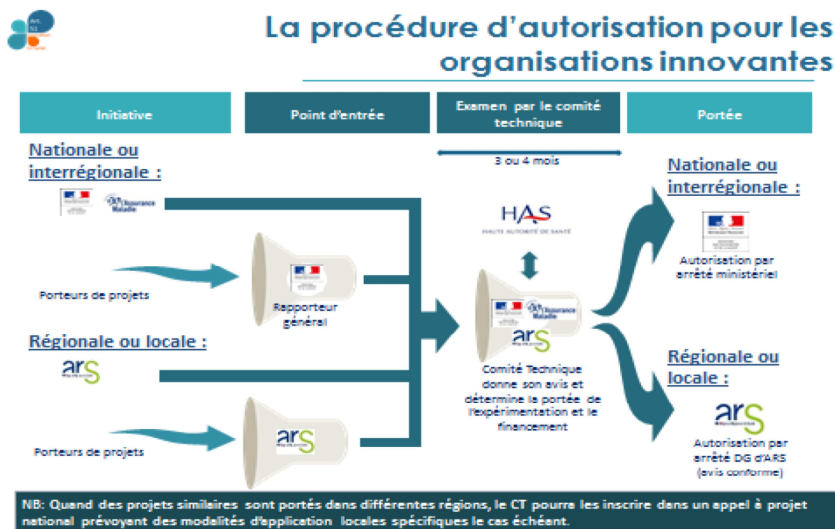 La procédure d'autorisation pour les
organisations innovantes
Initiative
Point d'entrée
Examen par le comité
technique
Portée
Nationale ou
interrégionale :
l'Assurance
Maladie
Porteurs de projets
Rapporteur
général
Régionale ou locale :
ars
Porteurs de projets
ars
3 ou 4 mois
HAS
HAUTE AUTORITÉ DE SANTÉ
l'Assurance
Maladie
ars
Comité Technique
donne son avis et
détermine la portée de
l'expérimentation et le
financement
Nationale ou
interrégionale :
Autorisation par
arrêté ministériel
Régionale ou
locale :
ars
Autorisation par
arrêté DG d'ARS
(avis conforme)
NB: Quand des projets similaires sont portés dans différentes régions, le CT pourra les inscrire dans un appel à projet
national prévoyant des modalités d'application locales spécifiques le cas échéant.